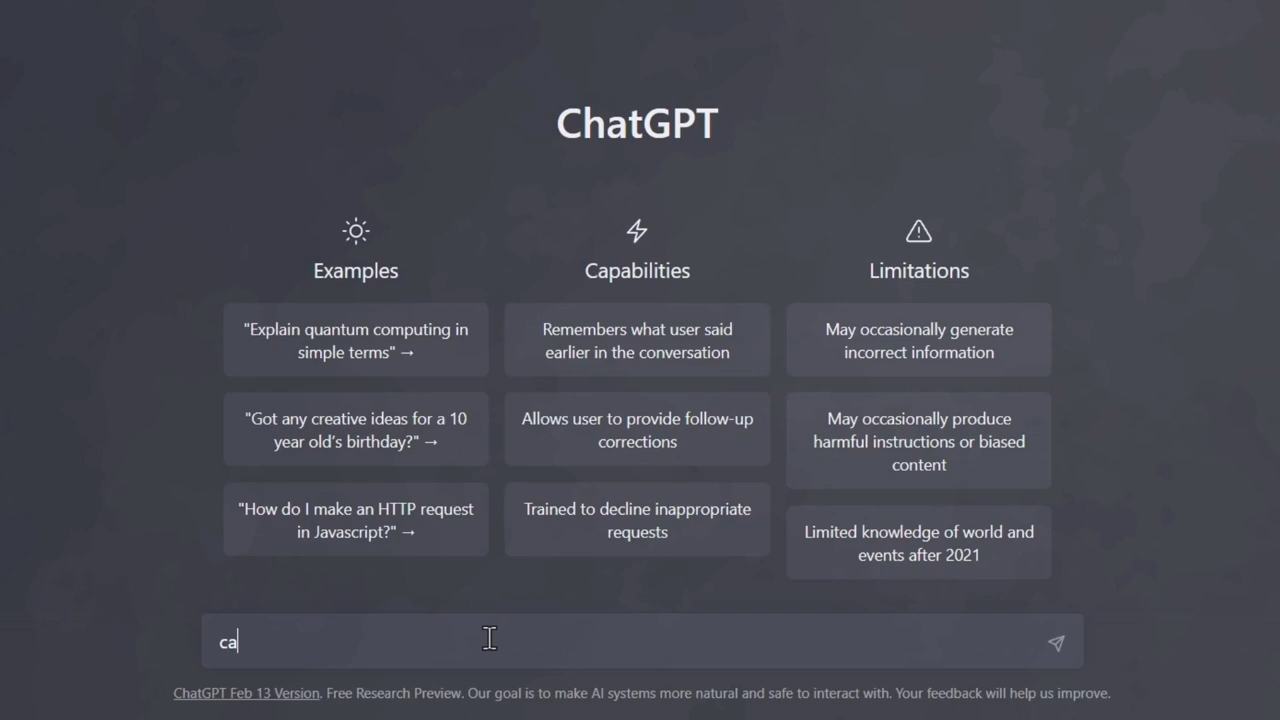 ChatGPT
Examples
"Explain quantum computing in
simple terms" →
"Got any creative ideas for a 10
year old's birthday?" →
"How do I make an HTTP request
in Javascript?" →
Capabilities
Remembers what user said
earlier in the conversation
Allows user to provide follow-up
corrections
Trained to decline inappropriate
requests
Limitations
May occasionally generate
incorrect information
May occasionally produce
harmful instructions or biased
content
Limited knowledge of world and
events after 2021
ca
ChatGPT Feb 13 Version. Free Research Preview. Our goal is to make AI systems more natural and safe to interact with. Your feedback will help us improve.